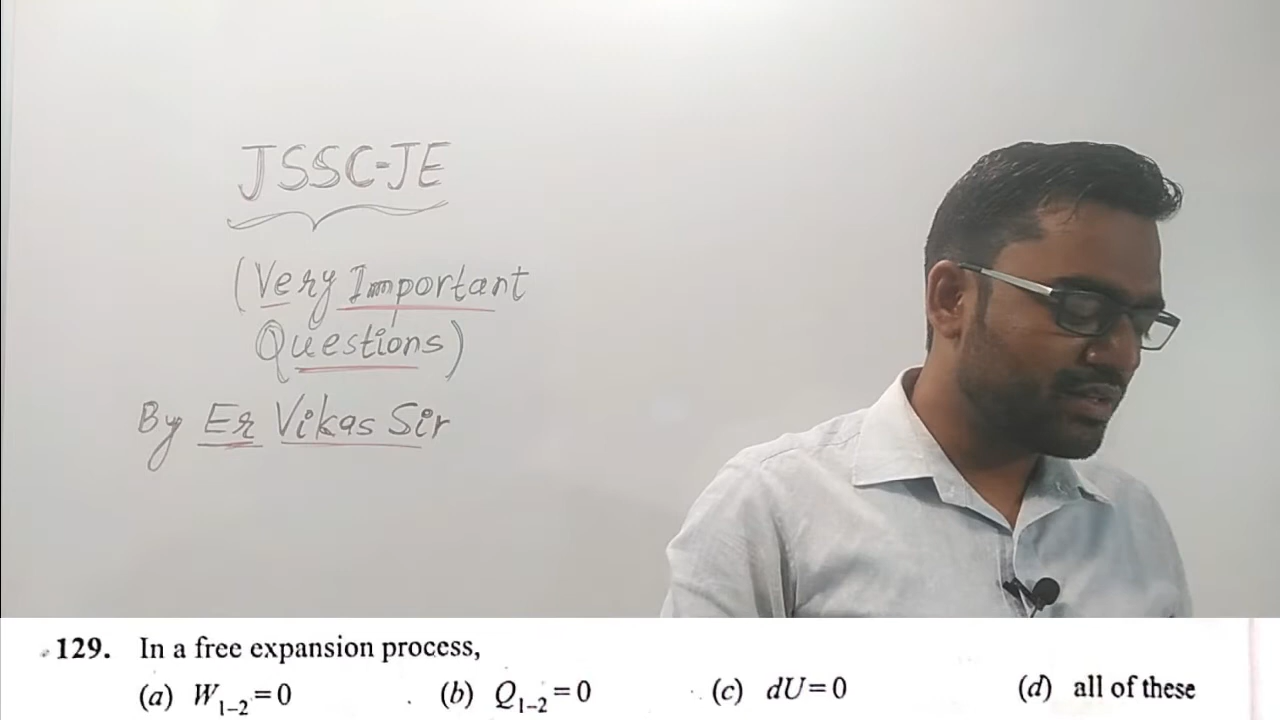 JSSC-JE
(Very Important
Questions)
By Er Vikas Sir
129. In a free expansion process,
(a) W₁₋₂=0 (b) Q₁₋₂=0 (c) dU=0 (d) all of these